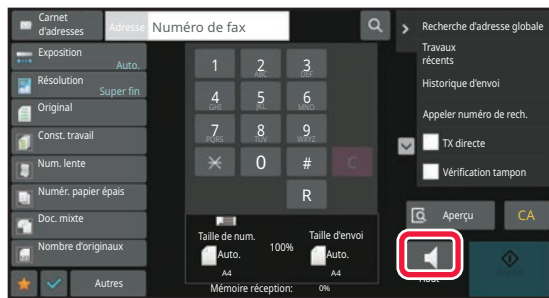 Carnet
d'adresses
Adresse
Numéro de fax
Recherche d'adresse globale
Travaux
récents
Historique d'envoi
Appeler numéro de rech.
TX directe
Vérification tampon
Aperçu
CA
Exposition
Auto.
Résolution
Super fin
Original
Const. travail
Num. lente
Numér. papier épais
Doc. mixte
Nombre d'originaux
Autres
1
2
ABC
3
DEF
4
GHI
5
JKL
6
MNO
7
PQRS
8
TUV
9
WXYZ
0
#
C
R
Taille de num.
100%
Taille d'envoi
Auto.
Auto.
A4
A4
Mémoire réception: 0%